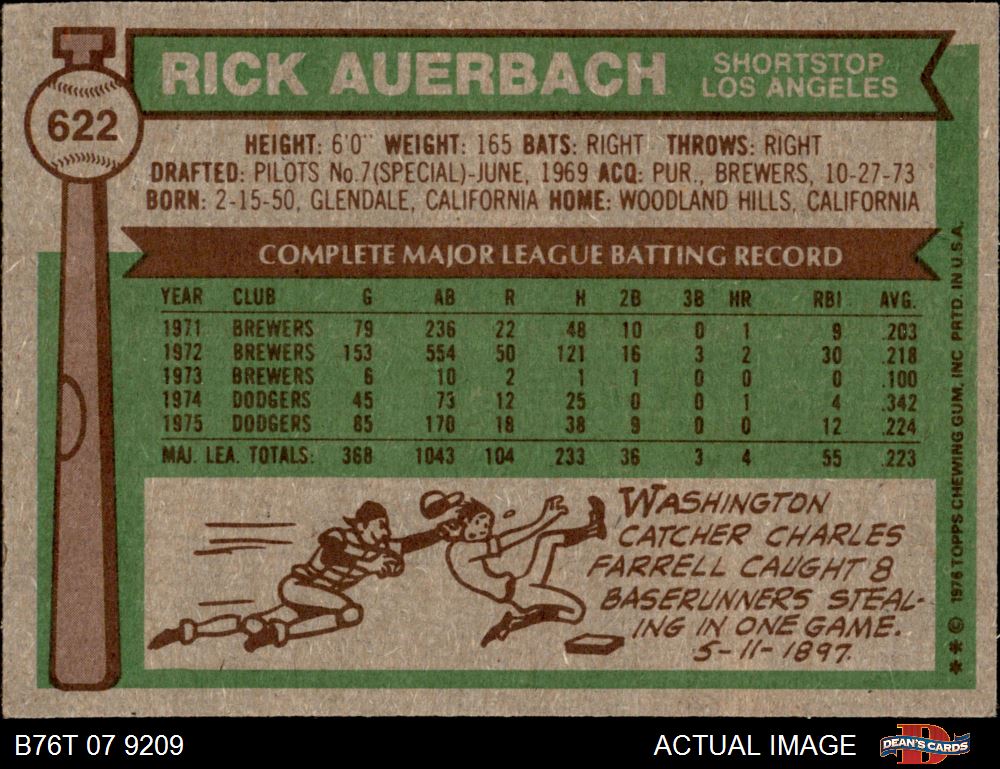 RICK AUERBACH
SHORTSTOP
LOS ANGELES
622
HEIGHT: 6'0" WEIGHT: 165 BATS: RIGHT THROWS: RIGHT
DRAFTED: PILOTS No.7(SPECIAL)-JUNE, 1969 ACQ: PUR., BREWERS, 10-27-73
BORN: 2-15-50, GLENDALE, CALIFORNIA HOME: WOODLAND HILLS, CALIFORNIA
COMPLETE MAJOR LEAGUE BATTING RECORD
YEAR CLUB G AB R H 2B 3B HR RBI AVG.
1971 BREWERS 79 236 22 48 10 0 1 9 .203
1972 BREWERS 153 554 50 121 16 3 2 30 .218
1973 BREWERS 6 10 2 1 1 0 0 0 .100
1974 DODGERS 45 73 12 25 0 0 1 4 .342
1975 DODGERS 85 170 18 38 9 0 0 12 .224
MAJ. LEA. TOTALS: 368 1043 104 233 36 3 4 55 .223
WASHINGTON
CATCHER CHARLES
FARRELL CAUGHT 8
BASERUNNERS STEAL-
ING IN ONE GAME.
5-11-1897.
** © 1976 TOPPS CHEWING GUM, INC PRTD. IN U.S.A.
B76T 07 9209
ACTUAL IMAGE
DEAN'S CARDS